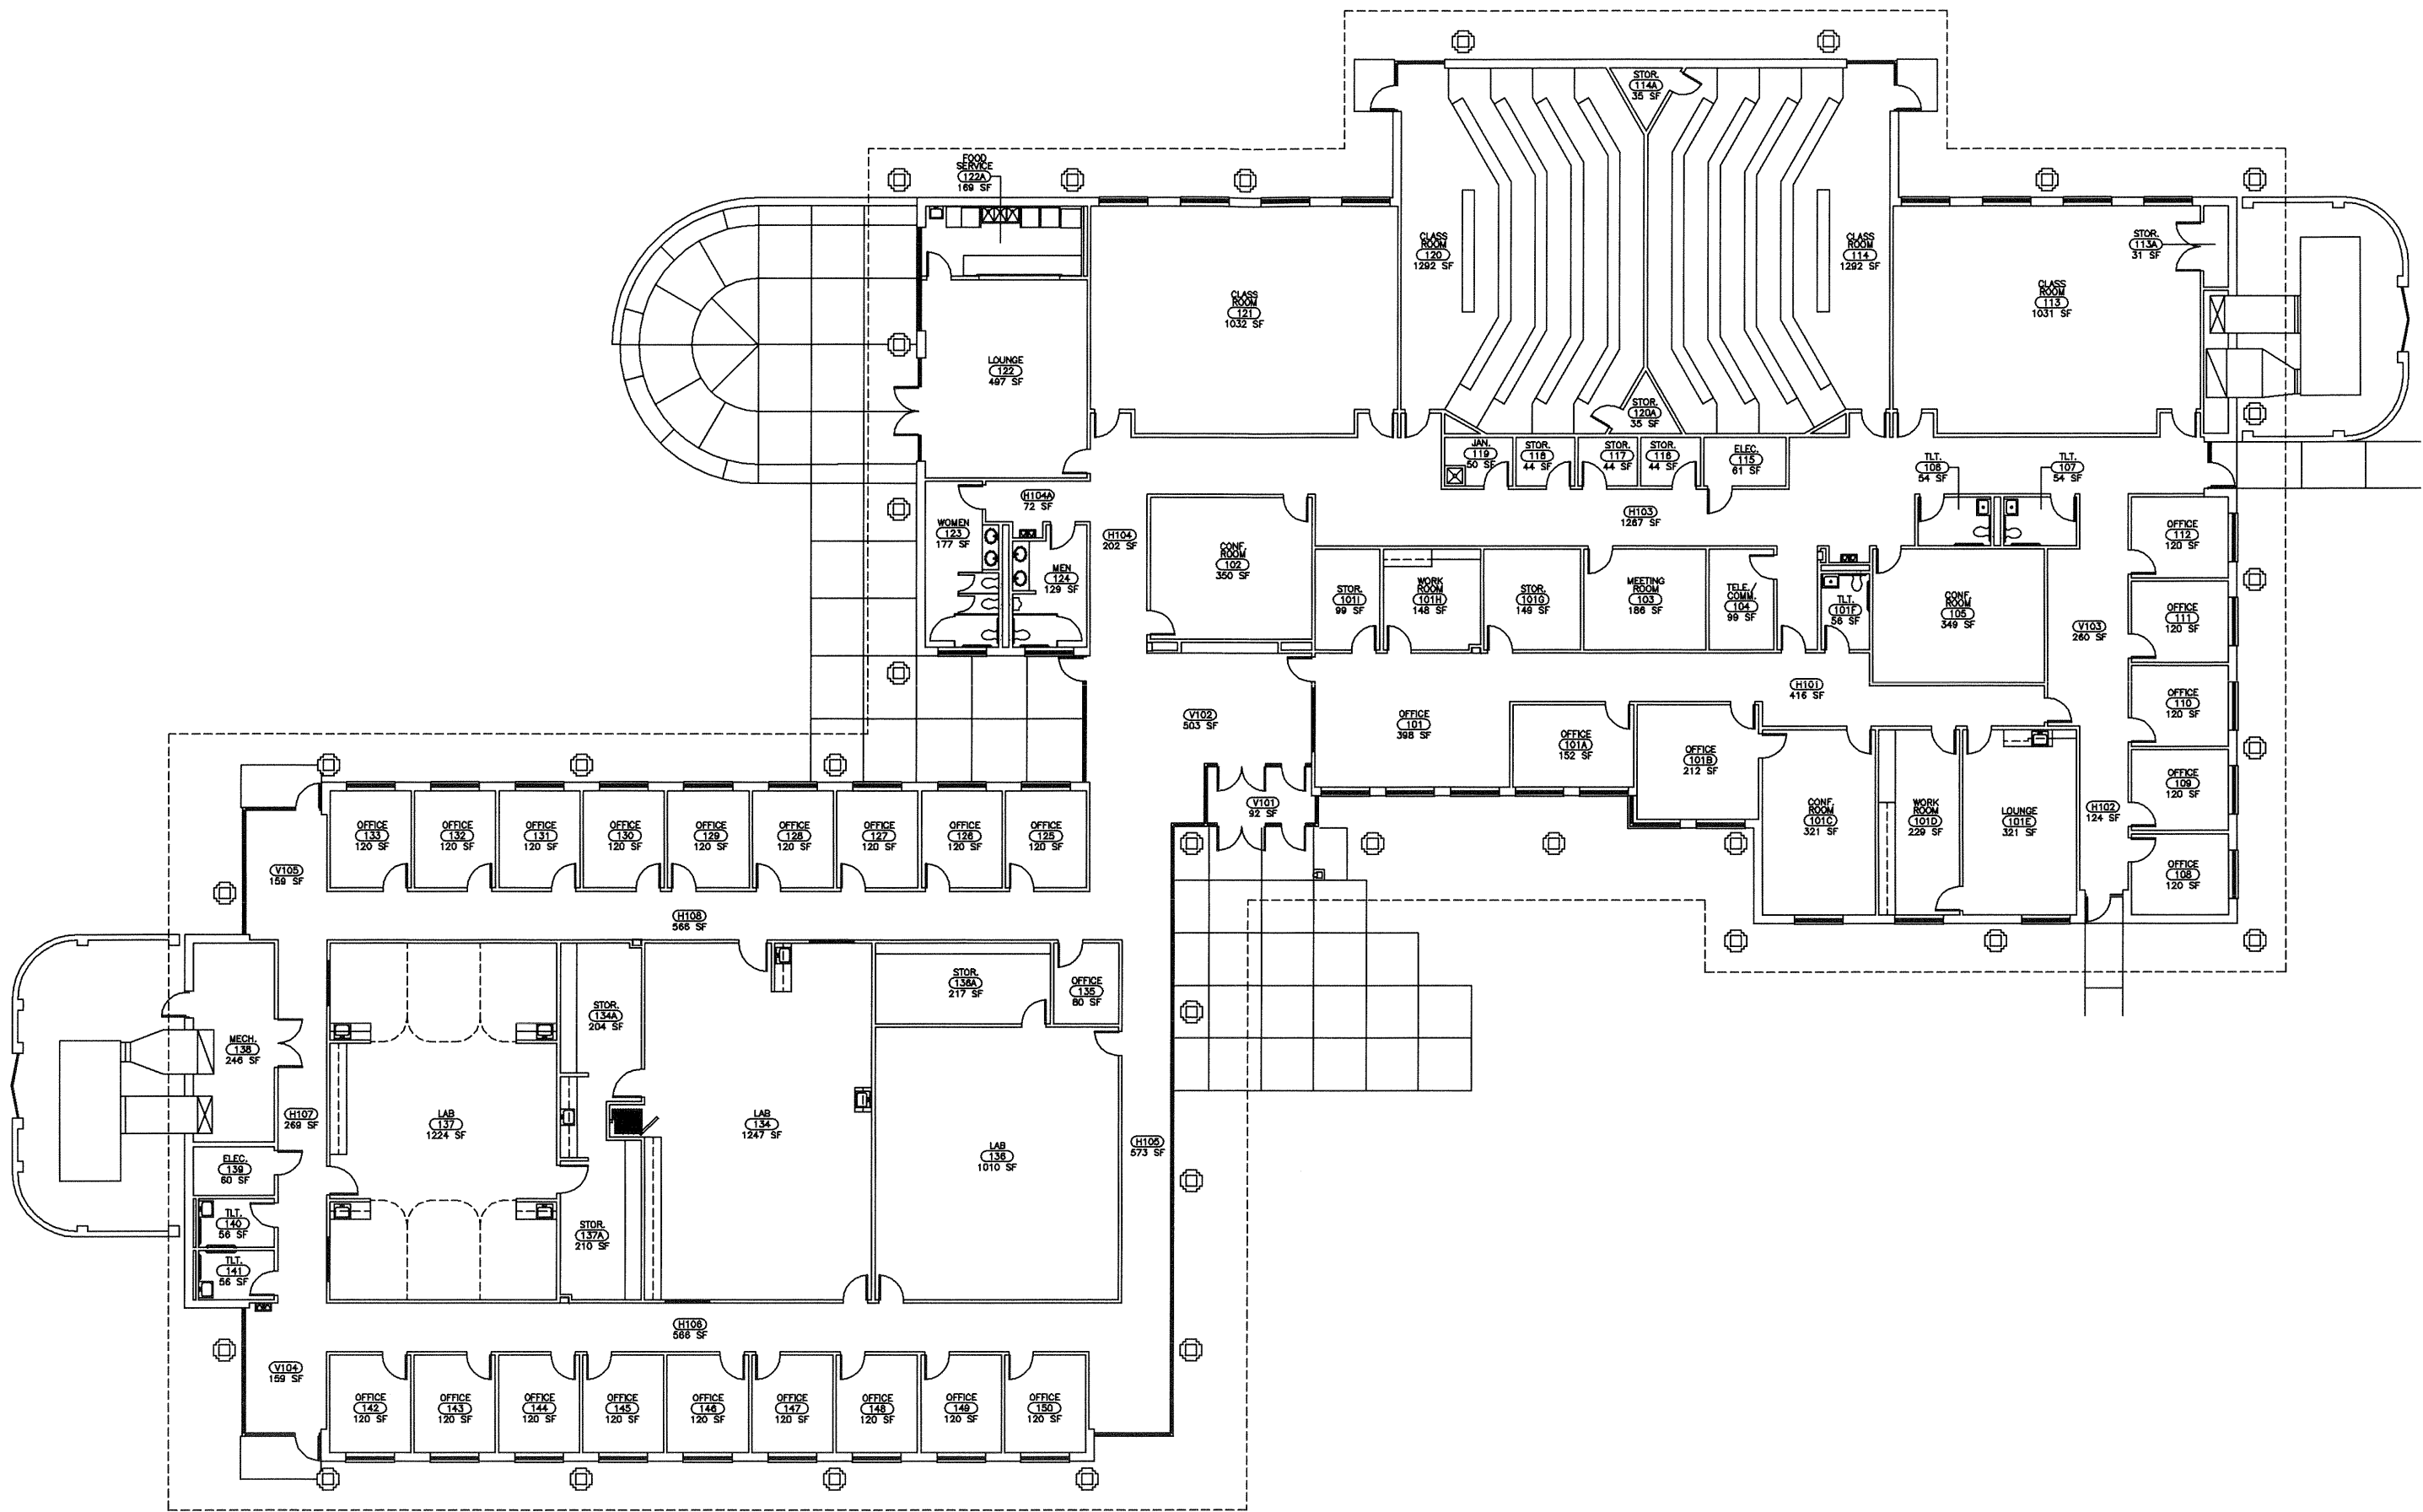 STOR.
114A
35 SF
FOOD
SERVICE
122A
169 SF
CLASS
ROOM
120
1292 SF
CLASS
ROOM
114
1292 SF
STOR.
113A
31 SF
CLASS
ROOM
121
1032 SF
CLASS
ROOM
113
1031 SF
LOUNGE
122
497 SF
STOR.
120A
35 SF
JAN.
119
50 SF
STOR.
118
44 SF
STOR.
117
44 SF
STOR.
116
44 SF
ELEC.
115
61 SF
TLT.
106
54 SF
TLT.
107
54 SF
H104A
72 SF
WOMEN
123
177 SF
MEN
124
129 SF
H104
202 SF
CONF.
ROOM
102
350 SF
H103
1267 SF
OFFICE
112
120 SF
STOR.
101I
99 SF
WORK
ROOM
101H
148 SF
STOR.
101G
149 SF
MEETING
ROOM
103
186 SF
TELE./
COMM.
104
99 SF
TLT.
101F
56 SF
CONF.
ROOM
105
349 SF
V103
260 SF
OFFICE
111
120 SF
H101
416 SF
OFFICE
110
120 SF
V102
503 SF
OFFICE
101
398 SF
OFFICE
101A
152 SF
OFFICE
101B
212 SF
OFFICE
109
120 SF
V101
92 SF
CONF.
ROOM
101C
321 SF
WORK
ROOM
101D
229 SF
LOUNGE
101E
321 SF
H102
124 SF
OFFICE
108
120 SF
OFFICE
133
120 SF
OFFICE
132
120 SF
OFFICE
131
120 SF
OFFICE
130
120 SF
OFFICE
129
120 SF
OFFICE
128
120 SF
OFFICE
127
120 SF
OFFICE
126
120 SF
OFFICE
125
120 SF
V105
159 SF
H108
566 SF
STOR.
136A
217 SF
OFFICE
135
80 SF
STOR.
134A
204 SF
MECH.
138
246 SF
H107
269 SF
LAB
137
1224 SF
LAB
134
1247 SF
LAB
136
1010 SF
H105
573 SF
ELEC.
139
60 SF
TLT.
140
56 SF
STOR.
137A
210 SF
TLT.
141
56 SF
H106
566 SF
V104
159 SF
OFFICE
142
120 SF
OFFICE
143
120 SF
OFFICE
144
120 SF
OFFICE
145
120 SF
OFFICE
146
120 SF
OFFICE
147
120 SF
OFFICE
148
120 SF
OFFICE
149
120 SF
OFFICE
150
120 SF